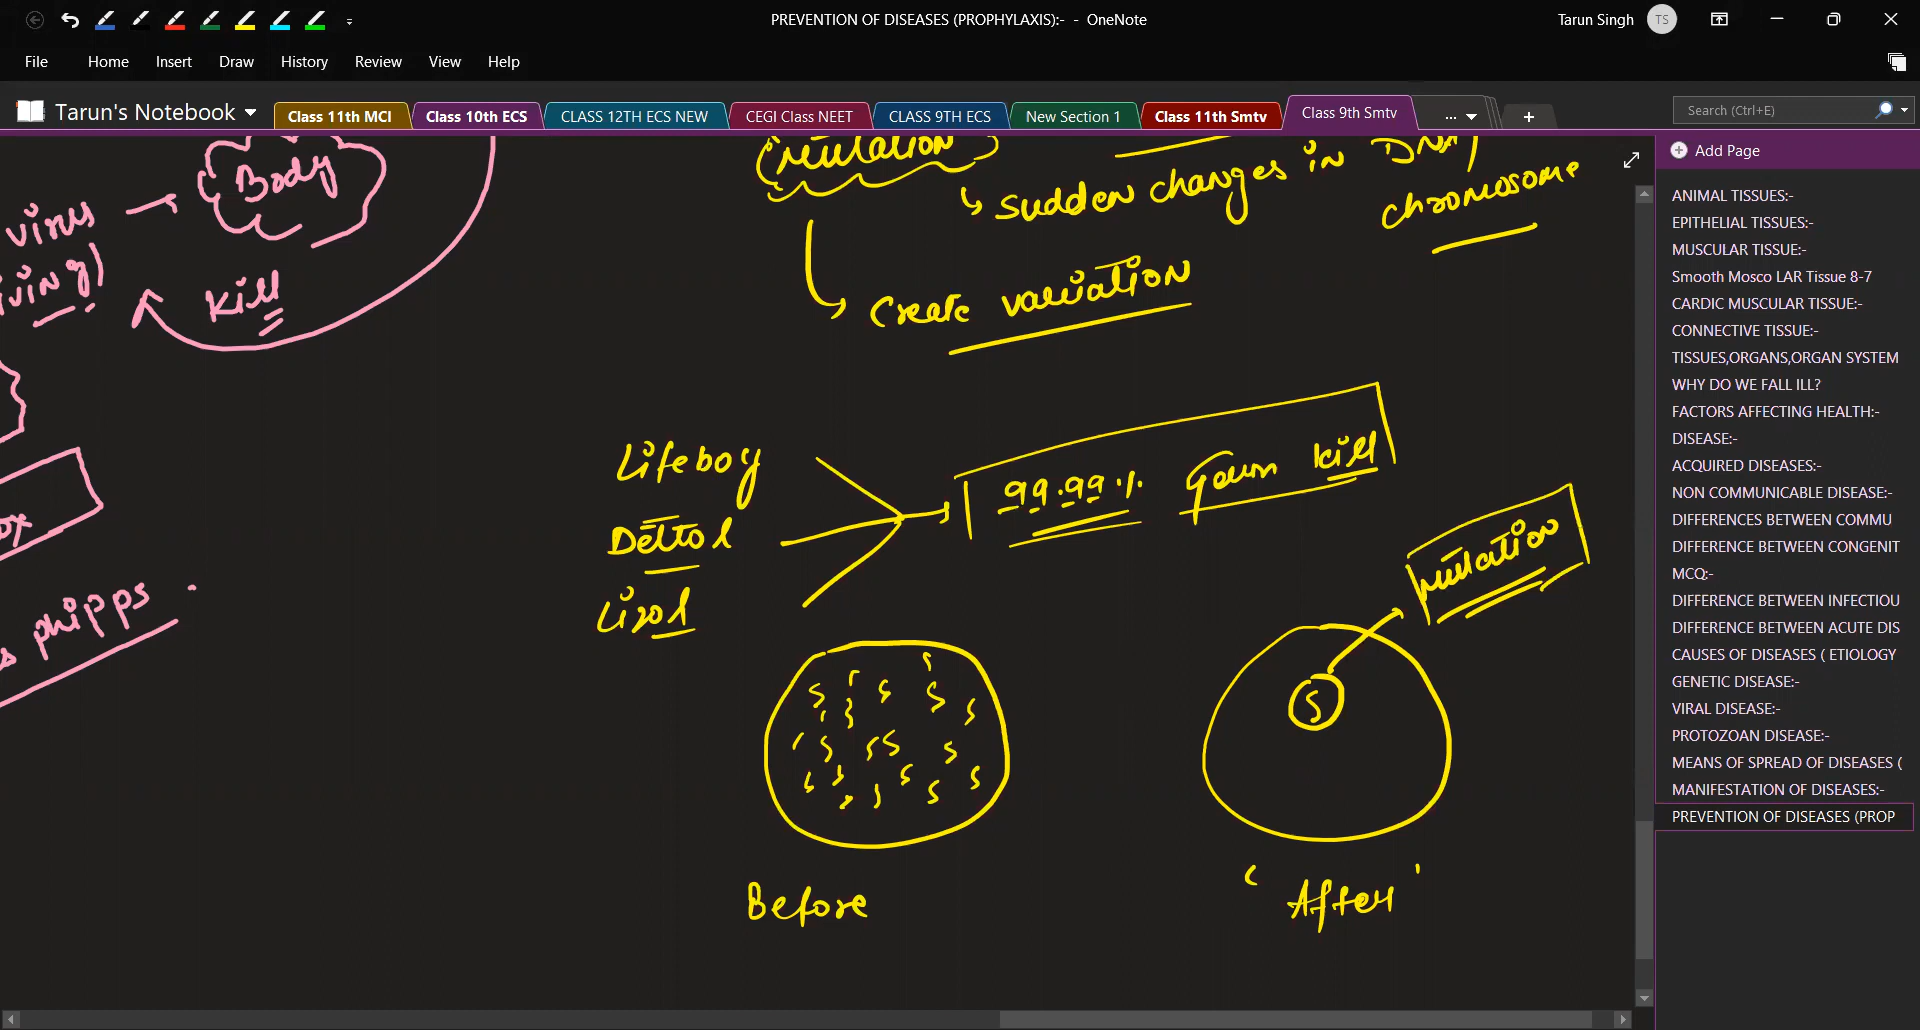 PREVENTION OF DISEASES (PROPHYLAXIS):- - OneNote
Tarun Singh TS
File Home Insert Draw History Review View Help
Tarun's Notebook
Class 11th MCI
Class 10th ECS
CLASS 12TH ECS NEW
CEGI Class NEET
CLASS 9TH ECS
New Section 1
Class 11th Smtv
Class 9th Smtv
...
+
Search (Ctrl+E)
Add Page
ANIMAL TISSUES:-
EPITHELIAL TISSUES:-
MUSCULAR TISSUE:-
Smooth Mosco LAR Tissue 8-7
CARDIC MUSCULAR TISSUE:-
CONNECTIVE TISSUE:-
TISSUES,ORGANS,ORGAN SYSTEM
WHY DO WE FALL ILL?
FACTORS AFFECTING HEALTH:-
DISEASE:-
ACQUIRED DISEASES:-
NON COMMUNICABLE DISEASE:-
DIFFERENCES BETWEEN COMMU
DIFFERENCE BETWEEN CONGENIT
MCQ:-
DIFFERENCE BETWEEN INFECTIOU
DIFFERENCE BETWEEN ACUTE DIS
CAUSES OF DISEASES ( ETIOLOGY
GENETIC DISEASE:-
VIRAL DISEASE:-
PROTOZOAN DISEASE:-
MEANS OF SPREAD OF DISEASES (
MANIFESTATION OF DISEASES:-
PREVENTION OF DISEASES (PROP
virus
Body
iving)
Kill
phipps
(mutation)
sudden changes in DNA/
chromosome
Create variation
Lifeboy
Dettol
Lizol
99.99% Germ kill
mutation
Before
'After'